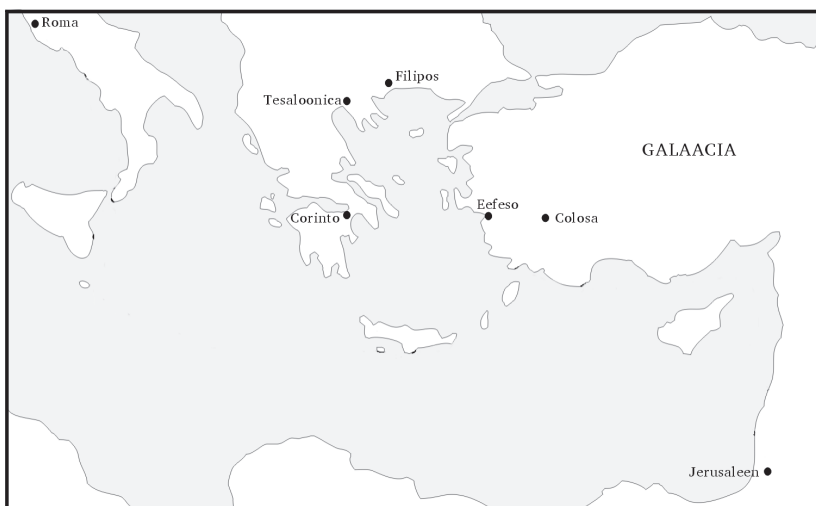 Roma
Filipos
Tesaloonica
GALAACIA
Eefeso
Corinto
Colosa
Jerusaleen